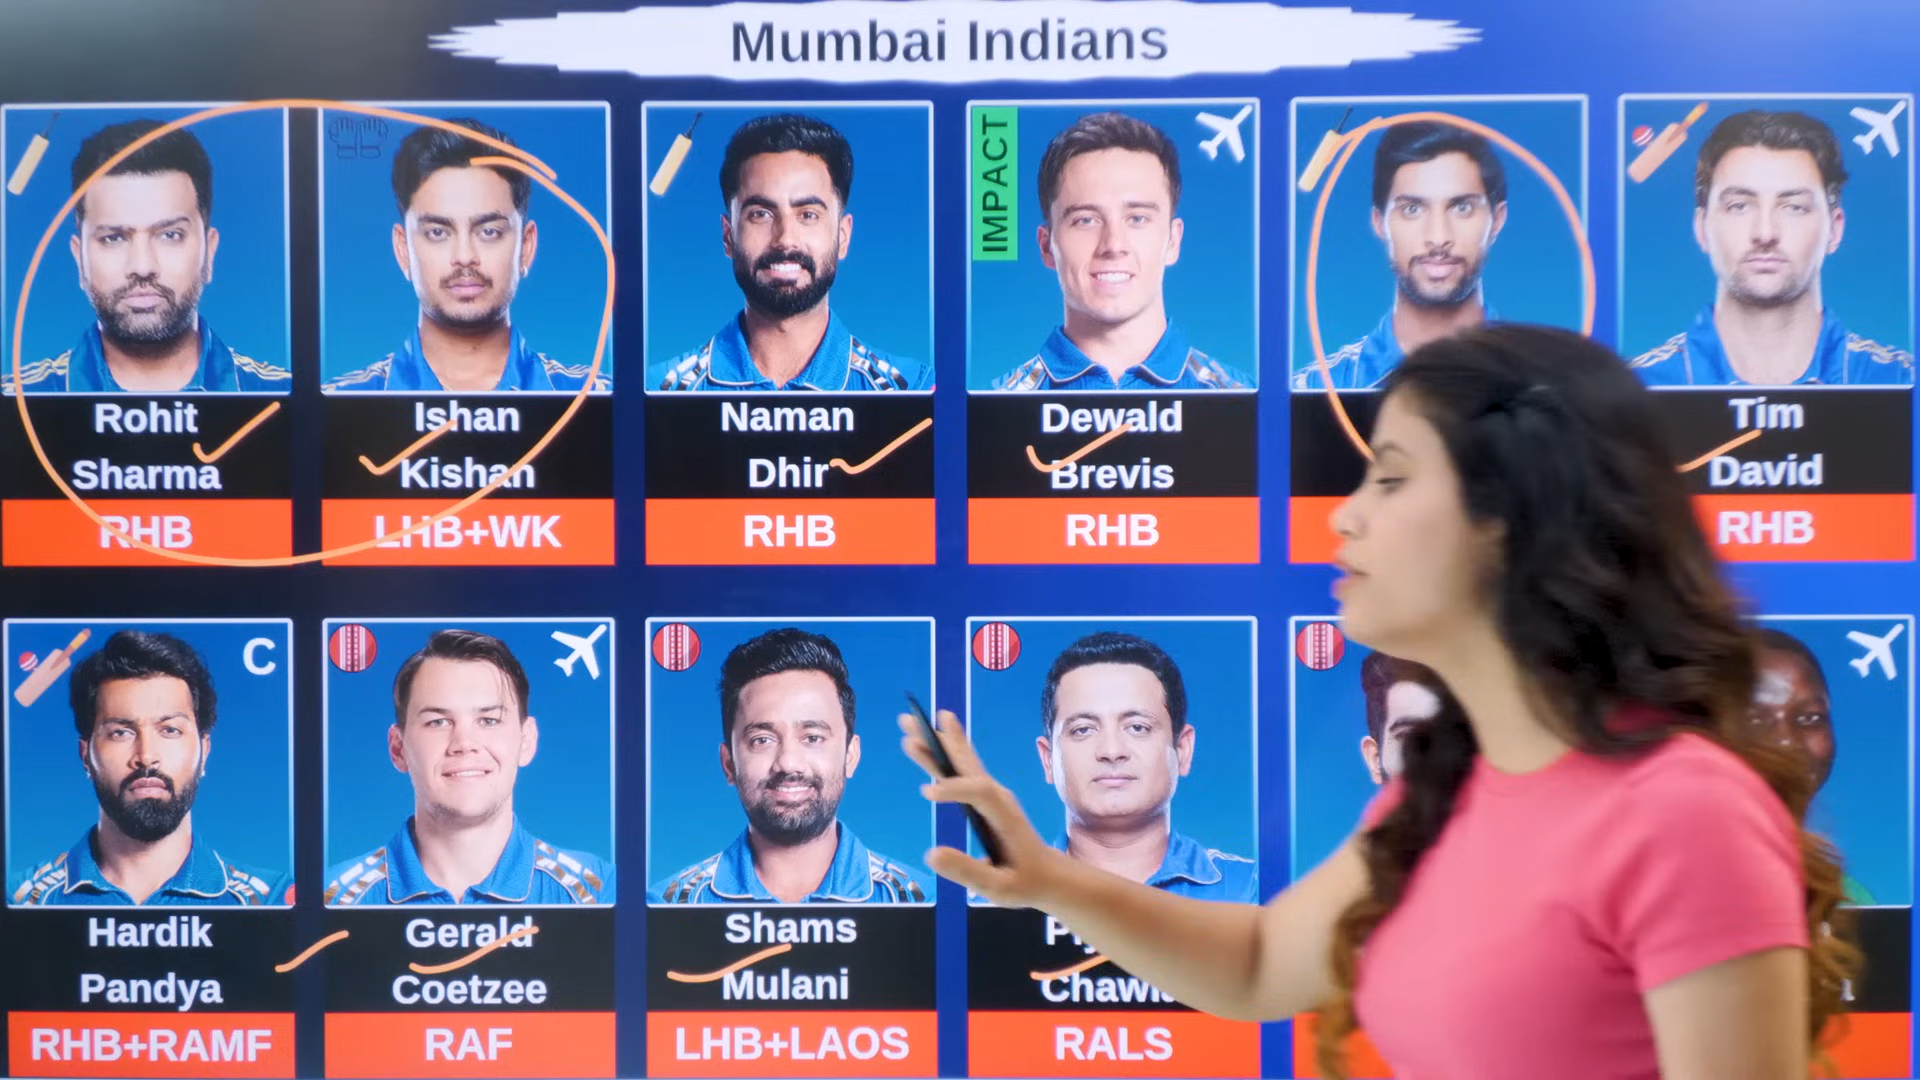 Mumbai Indians
IMPACT
Rohit
Sharma
RHB
Ishan
Kishan
LHB+WK
Naman
Dhir
RHB
Dewald
Brevis
RHB
Tim
David
RHB
C
Hardik
Pandya
RHB+RAMF
Gerald
Coetzee
RAF
Shams
Mulani
LHB+LAOS
Chawla
RALS